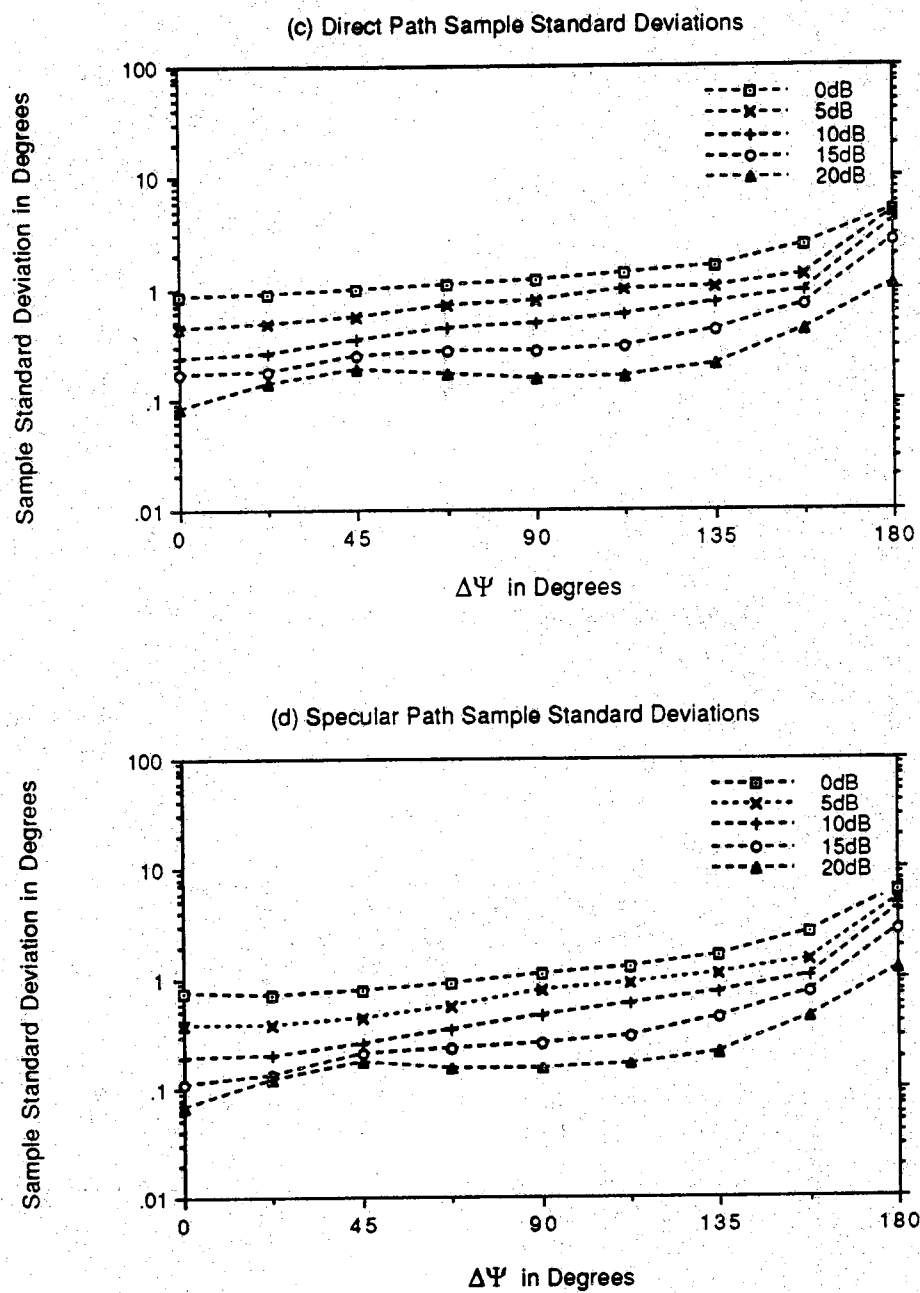 (c) Direct Path Sample Standard Deviations
Sample Standard Deviation in Degrees
100
10
1
.1
.01
0dB
5dB
10dB
15dB
20dB
0 45 90 135 180
ΔΨ in Degrees
(d) Specular Path Sample Standard Deviations
Sample Standard Deviation in Degrees
100
10
1
.1
.01
0dB
5dB
10dB
15dB
20dB
0 45 90 135 180
ΔΨ in Degrees